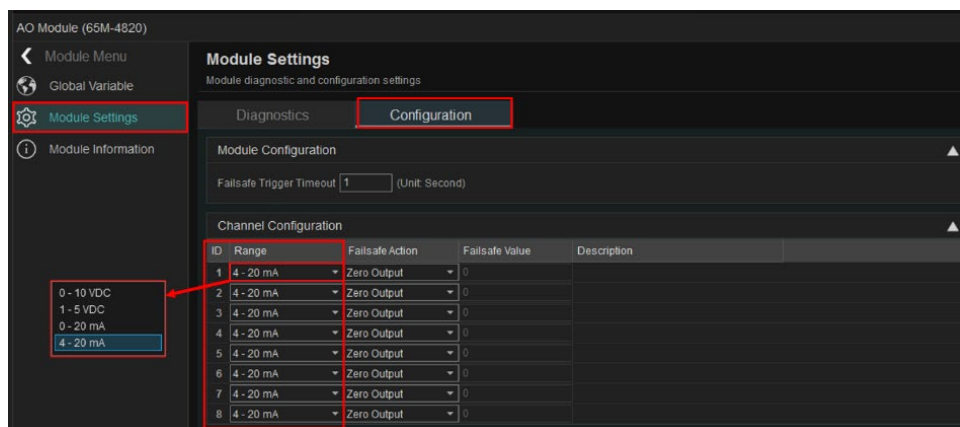 AO Module (65M-4820)
Module Menu
Global Variable
Module Settings
Module Information
Module Settings
Module diagnostic and configuration settings
Diagnostics Configuration
Module Configuration
Failsafe Trigger Timeout 1 (Unit: Second)
Channel Configuration
ID Range Failsafe Action Failsafe Value Description
1 4 - 20 mA Zero Output 0
2 4 - 20 mA Zero Output 0
3 4 - 20 mA Zero Output 0
4 4 - 20 mA Zero Output 0
5 4 - 20 mA Zero Output 0
6 4 - 20 mA Zero Output 0
7 4 - 20 mA Zero Output 0
8 4 - 20 mA Zero Output 0
0 - 10 VDC
1 - 5 VDC
0 - 20 mA
4 - 20 mA